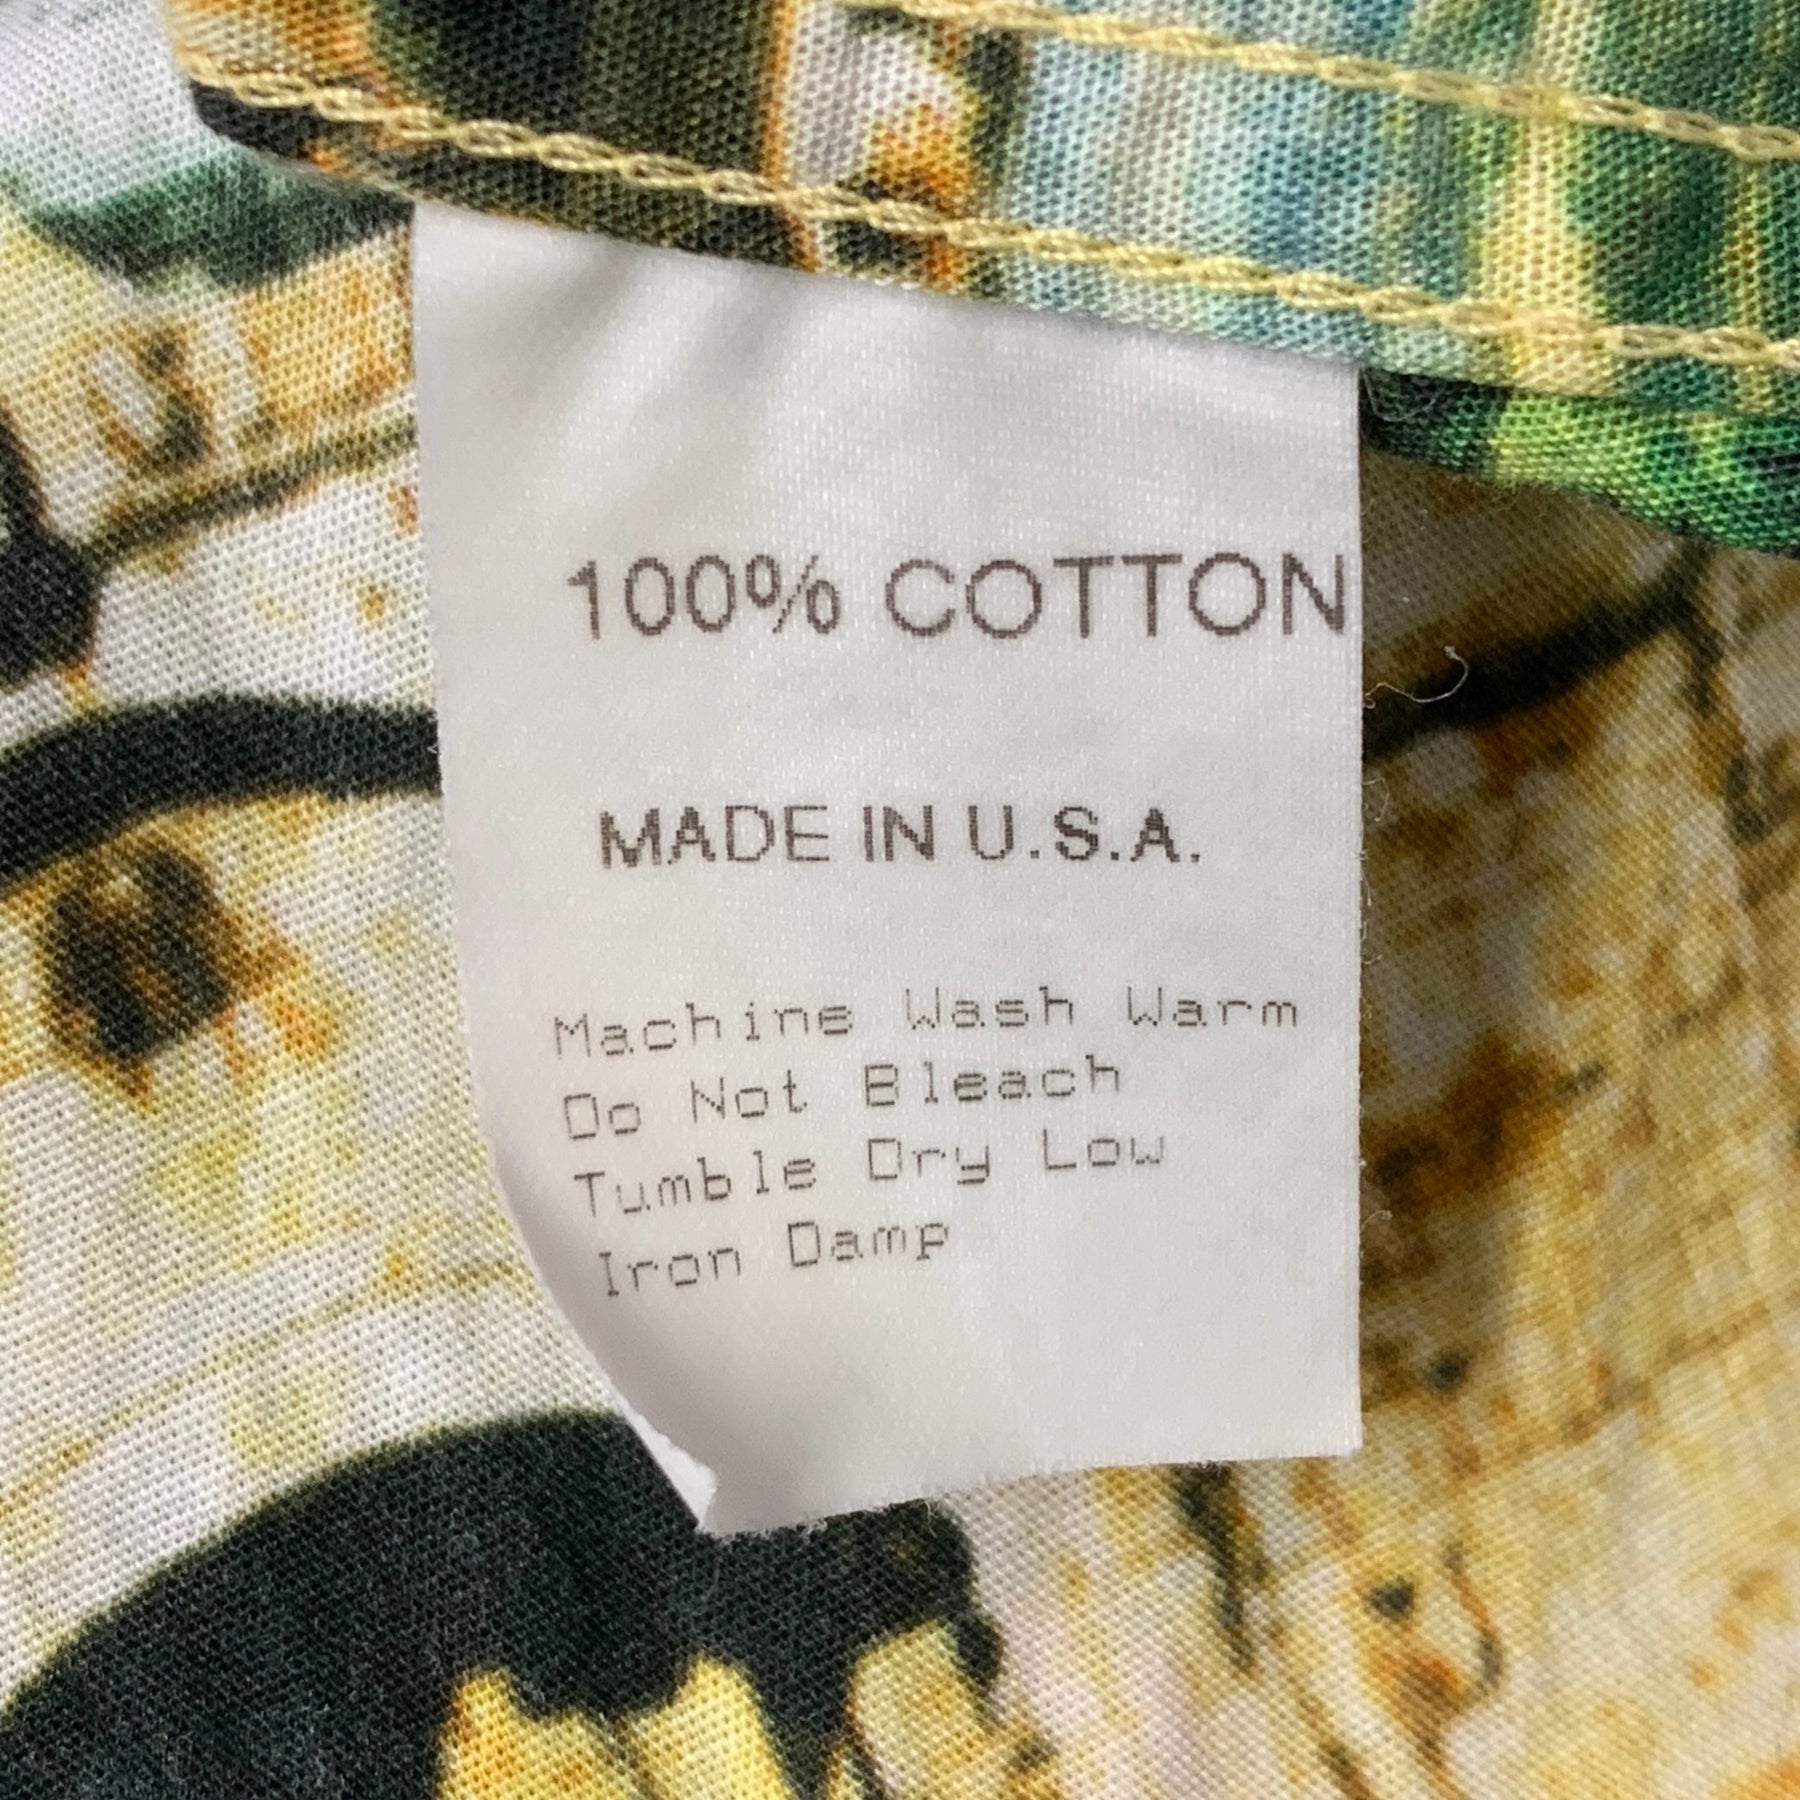 100% COTTON
MADE IN U.S.A.
Machine Wash Warm
Do Not Bleach
Tumble Dry Low
Iron Damp